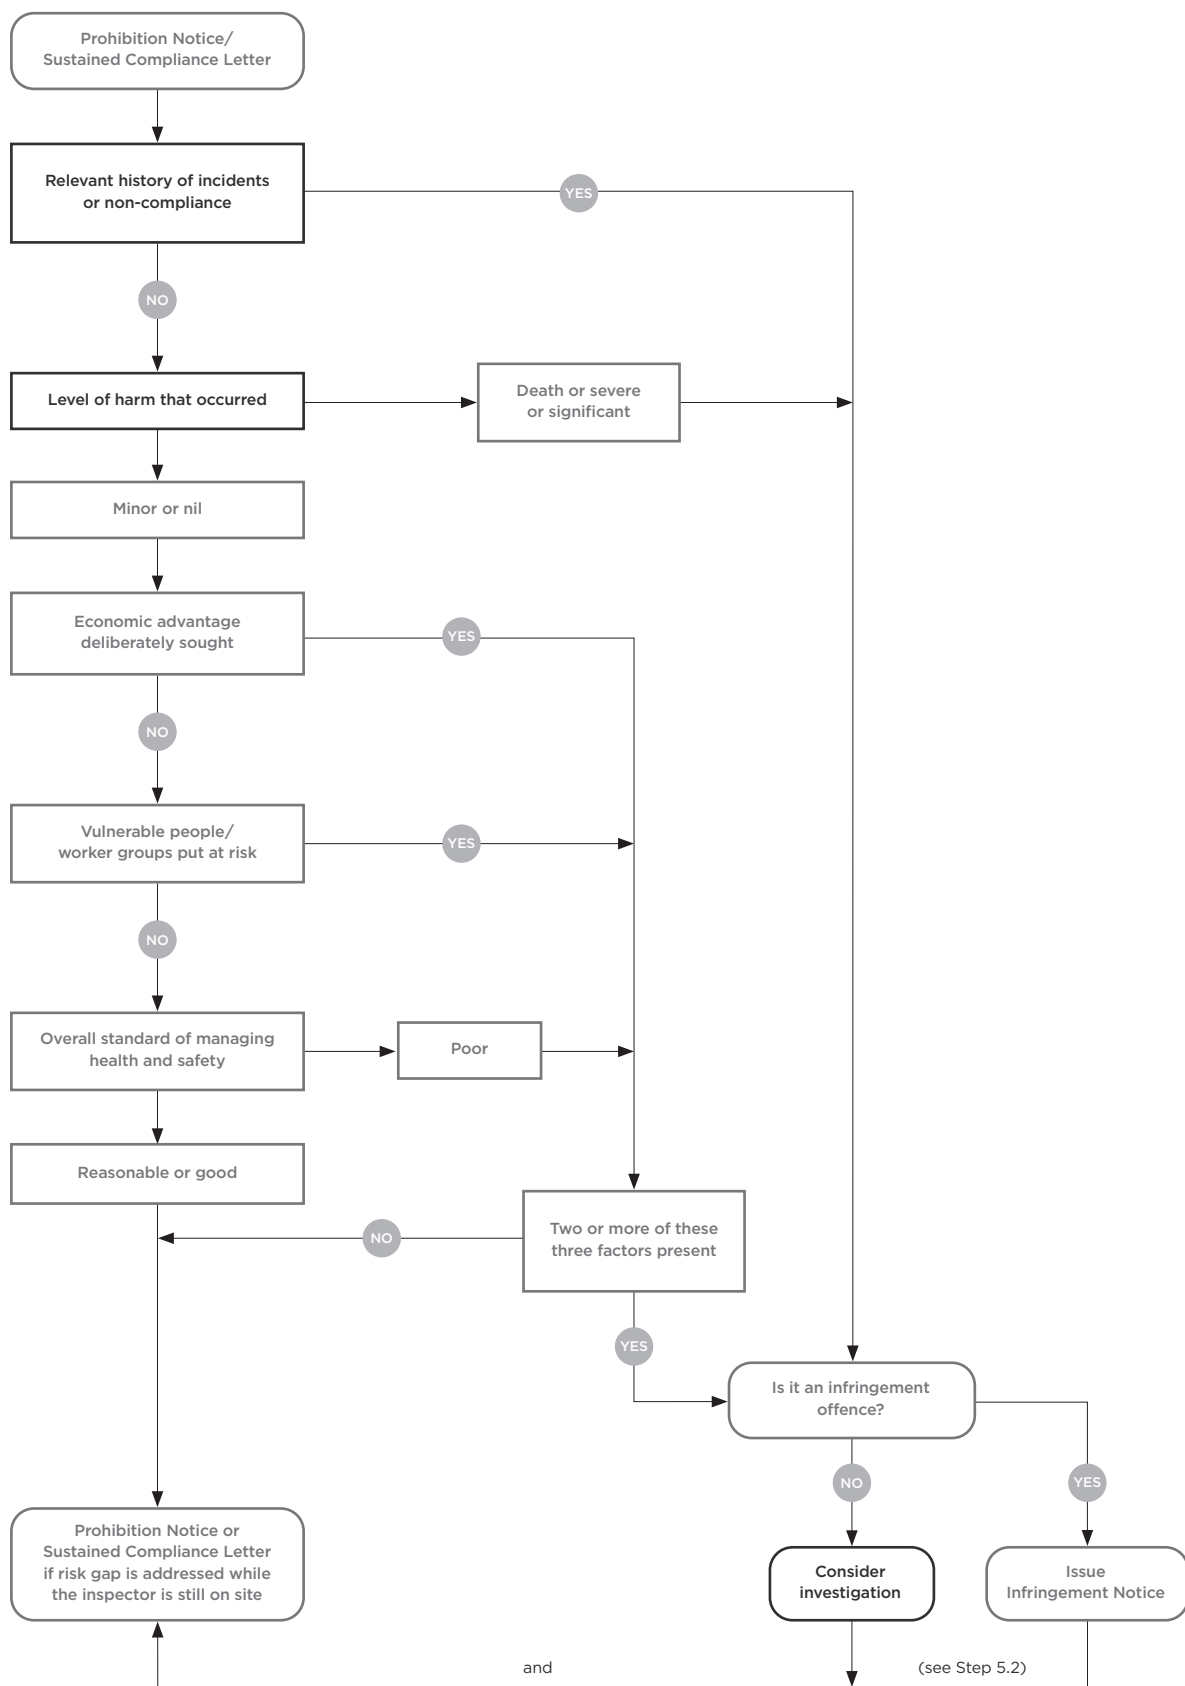 Prohibition Notice/
Sustained Compliance Letter
Relevant history of incidents
or non-compliance
YES
NO
Level of harm that occurred
Death or severe
or significant
Minor or nil
Economic advantage
deliberately sought
YES
NO
Vulnerable people/
worker groups put at risk
YES
NO
Overall standard of managing
health and safety
Poor
Reasonable or good
Two or more of these
three factors present
NO
YES
Is it an infringement
offence?
NO
YES
Prohibition Notice or
Sustained Compliance Letter
if risk gap is addressed while
the inspector is still on site
Consider
investigation
Issue
Infringement Notice
and
(see Step 5.2)